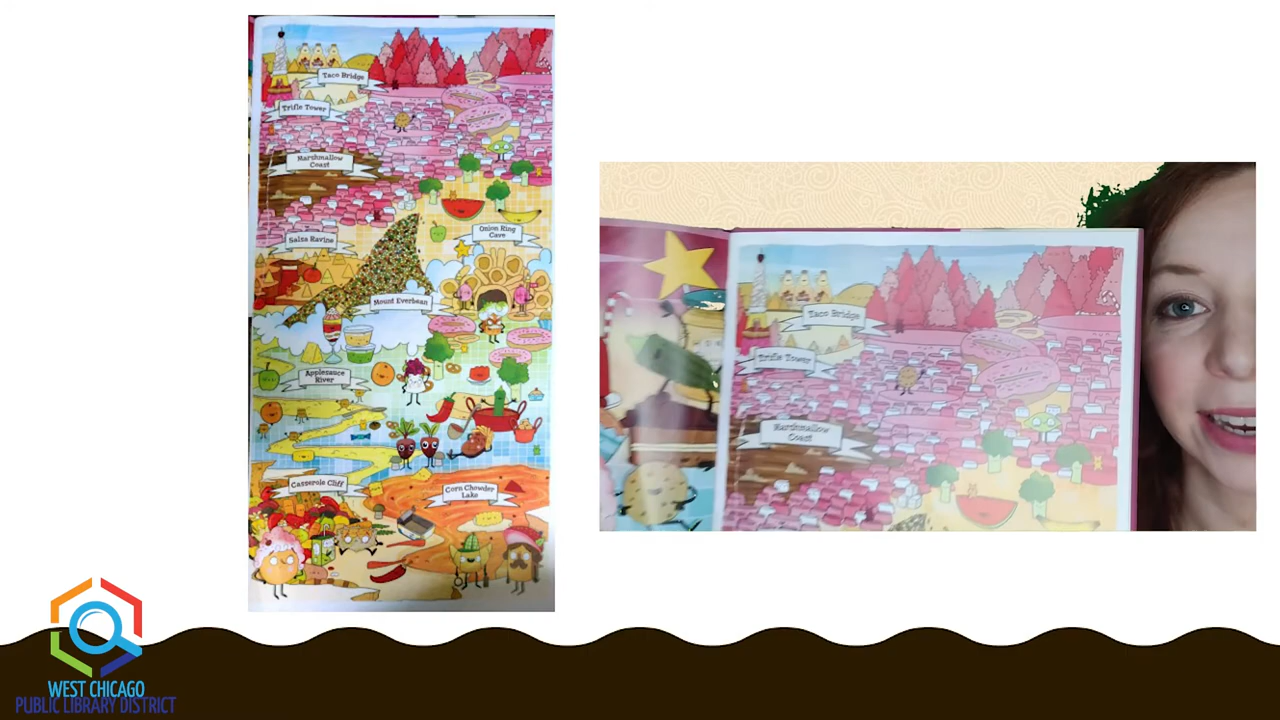 Taco Bridge
Trifle Tower
Marshmallow
Coast
Salsa Ravine
Onion Ring
Cave
Mount Everbean
Applesauce
River
Casserole Cliff
Corn Chowder
Lake
Taco Bridge
Trifle Tower
Marshmallow
Coast
WEST CHICAGO
PUBLIC LIBRARY DISTRICT